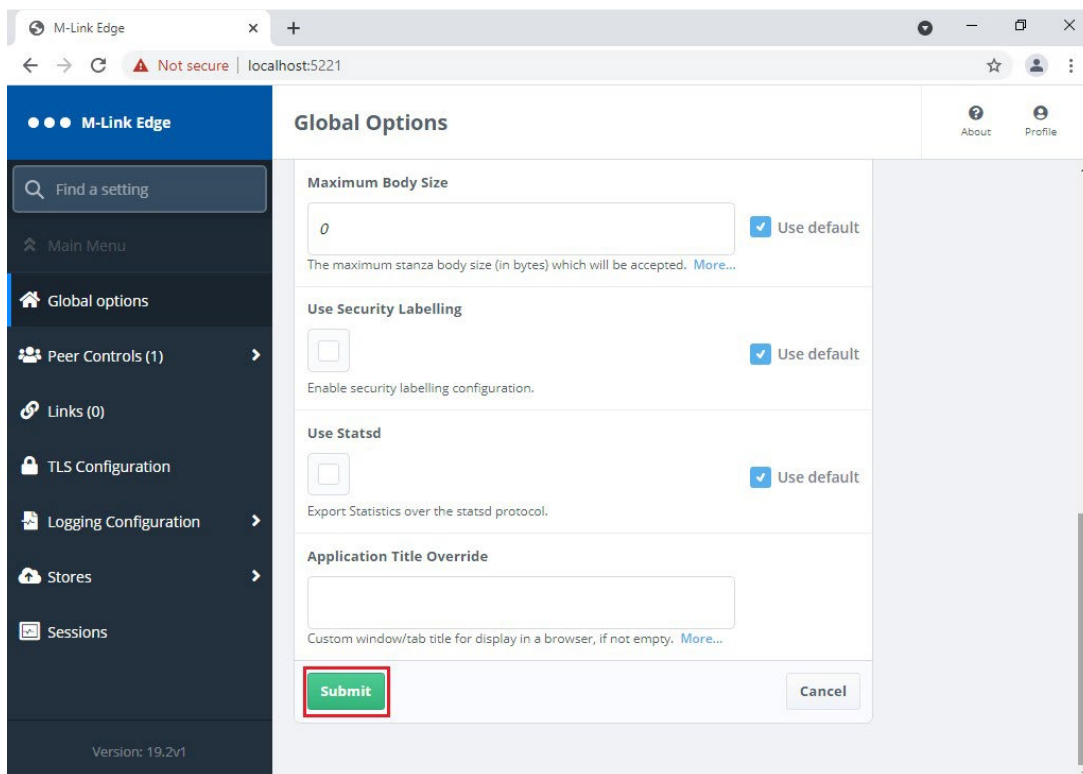 M-Link Edge
Not secure | localhost:5221
M-Link Edge
Global Options
About
Profile
Find a setting
Main Menu
Global options
Peer Controls (1)
Links (0)
TLS Configuration
Logging Configuration
Stores
Sessions
Version: 19.2v1
Maximum Body Size
0
Use default
The maximum stanza body size (in bytes) which will be accepted. More...
Use Security Labelling
Use default
Enable security labelling configuration.
Use Statsd
Use default
Export Statistics over the statsd protocol.
Application Title Override
Custom window/tab title for display in a browser, if not empty. More...
Submit
Cancel